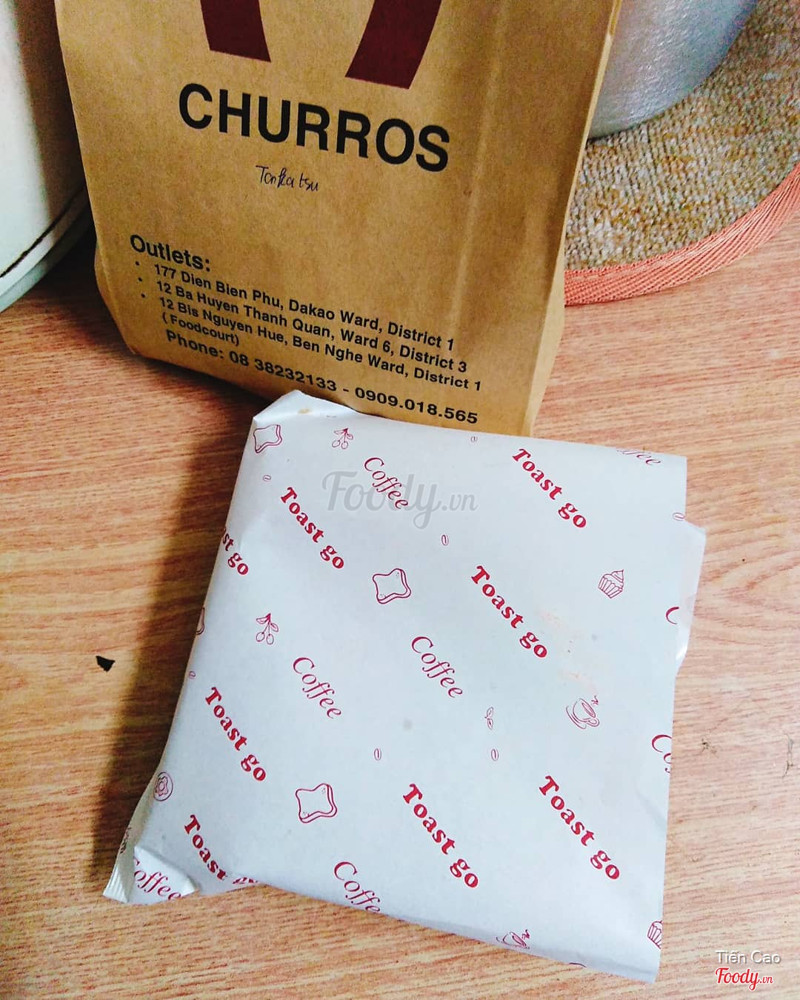 CHURROS
Tonkatsu
Outlets:
• 177 Dien Bien Phu, Dakao Ward, District 1
• 12 Ba Huyen Thanh Quan, Ward 6, District 3
• 12 Bis Nguyen Hue, Ben Nghe Ward, District 1
( Foodcourt)
Phone: 08 38232133 - 0909.018.565
Coffee
Toast go
Foody.vn
Toast go
Toast go
Coffee
Coffee
Toast go
Toast go
Toast go
Toast go
Coffee
Tiến Cao
Foody.vn